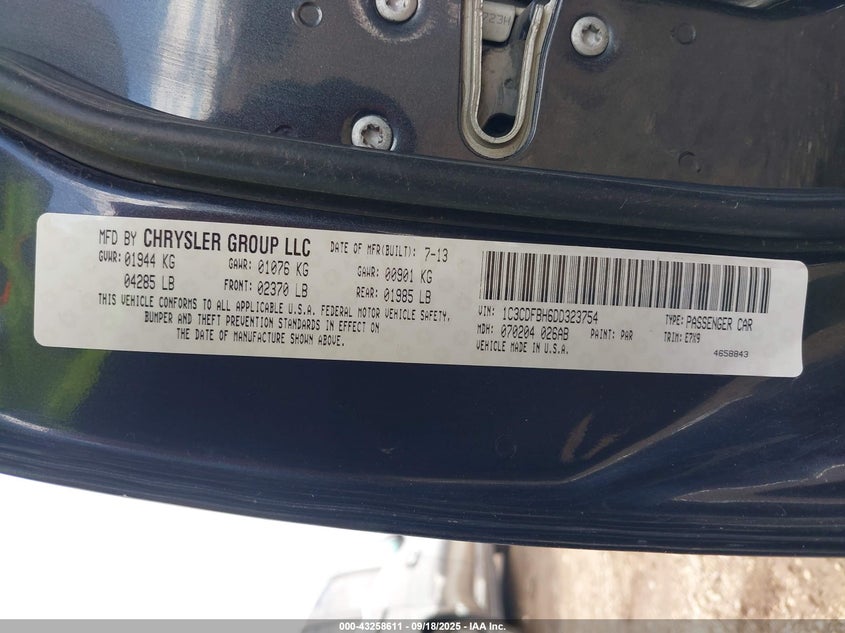 723H
MFD BY CHRYSLER GROUP LLC DATE OF MFR(BUILT): 7-13
GVWR: 01944 KG GAWR: 01076 KG GAWR: 00901 KG
04285 LB FRONT: 02370 LB REAR: 01985 LB
THIS VEHICLE CONFORMS TO ALL APPLICABLE U.S.A. FEDERAL MOTOR VEHICLE SAFETY,
BUMPER AND THEFT PREVENTION STANDARDS IN EFFECT ON
THE DATE OF MANUFACTURE SHOWN ABOVE.
VIN: 1C3CDFBH6DD323754 TYPE: PASSENGER CAR
MDH: 070204 026AB PAINT: PAR TRIM: E7X9
VEHICLE MADE IN U.S.A. 4658843
000-43258611 - 09/18/2025 - IAA Inc.